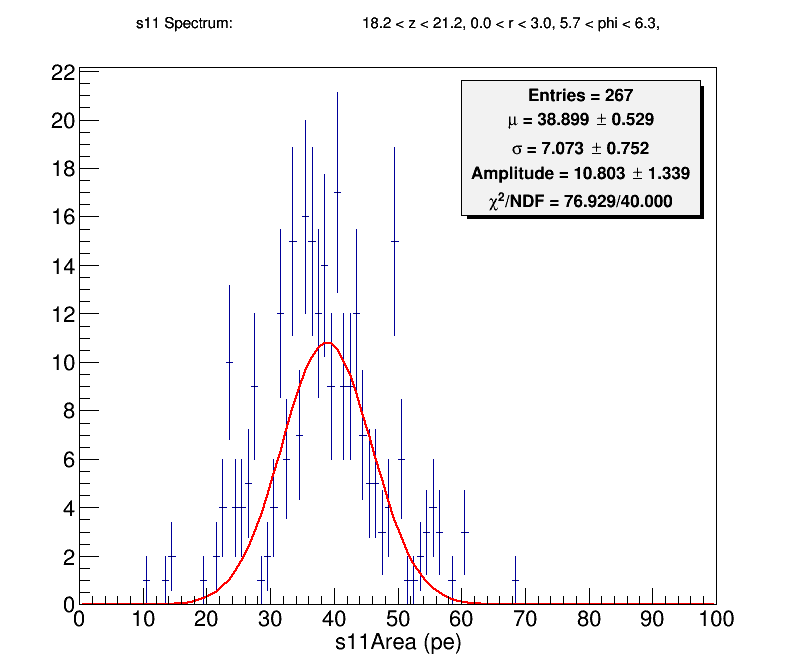 s11 Spectrum: 18.2 < z < 21.2, 0.0 < r < 3.0, 5.7 < phi < 6.3,
Entries = 267
μ = 38.899 ± 0.529
σ = 7.073 ± 0.752
Amplitude = 10.803 ± 1.339
χ²/NDF = 76.929/40.000
22
20
18
16
14
12
10
8
6
4
2
0
0 10 20 30 40 50 60 70 80 90 100
s11Area (pe)